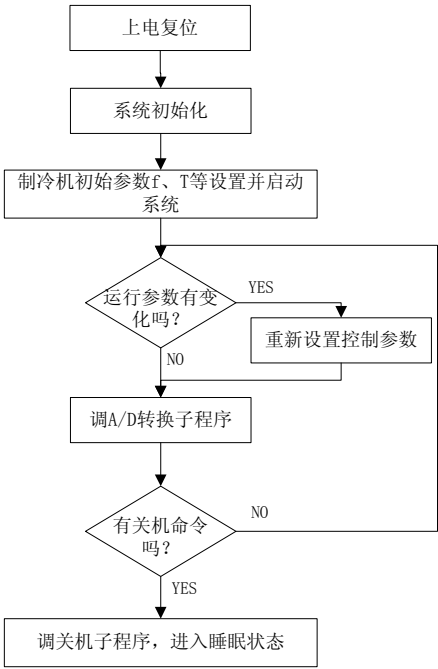 上电复位
系统初始化
制冷机初始参数f、T等设置并启动
系统
运行参数有变
化吗?
YES
重新设置控制参数
NO
调A/D转换子程序
有关机命令
吗?
NO
YES
调关机子程序，进入睡眠状态